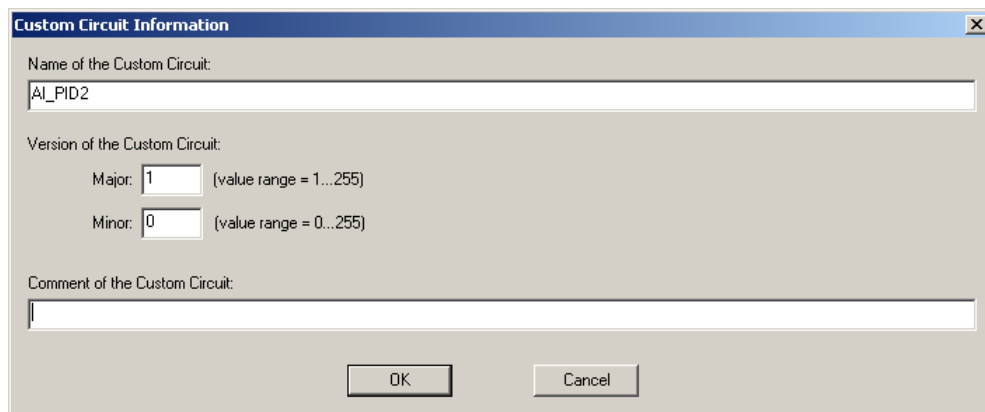 Custom Circuit Information
Name of the Custom Circuit:
AI_PID2
Version of the Custom Circuit:
Major: 1 (value range = 1...255)
Minor: 0 (value range = 0...255)
Comment of the Custom Circuit:
OK Cancel